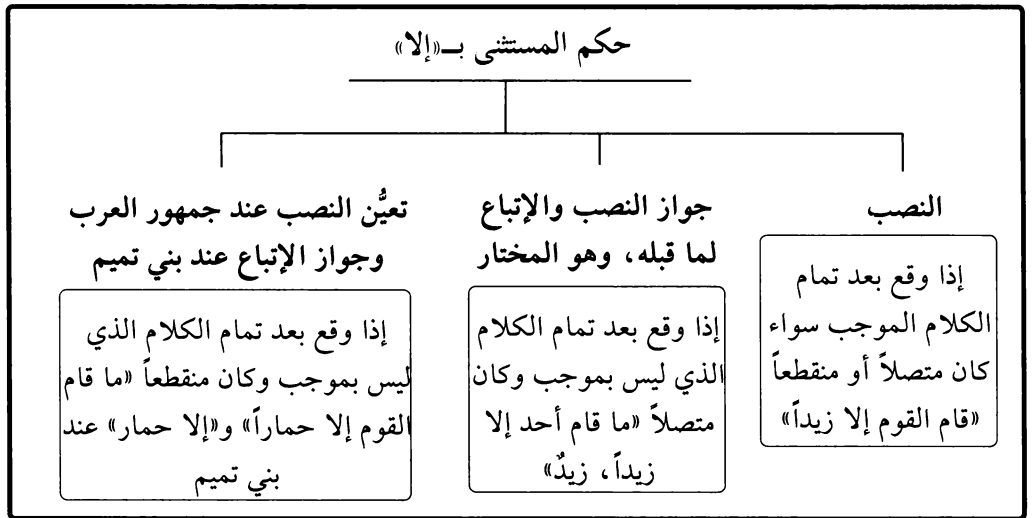 حكم المستثنى بـ«إلا»
النصب
إذا وقع بعد تمام
الكلام الموجب سواء
كان متصلاً أو منقطعاً
«قام القوم إلا زيداً»
جواز النصب والإتباع
لما قبله، وهو المختار
إذا وقع بعد تمام الكلام
الذي ليس بموجب وكان
متصلاً «ما قام أحد إلا
زيداً، زيدٌ»
تعيُّن النصب عند جمهور العرب
وجواز الإتباع عند بني تميم
إذا وقع بعد تمام الكلام الذي
ليس بموجب وكان منقطعاً «ما قام
القوم إلا حماراً» و«إلا حمار» عند
بني تميم